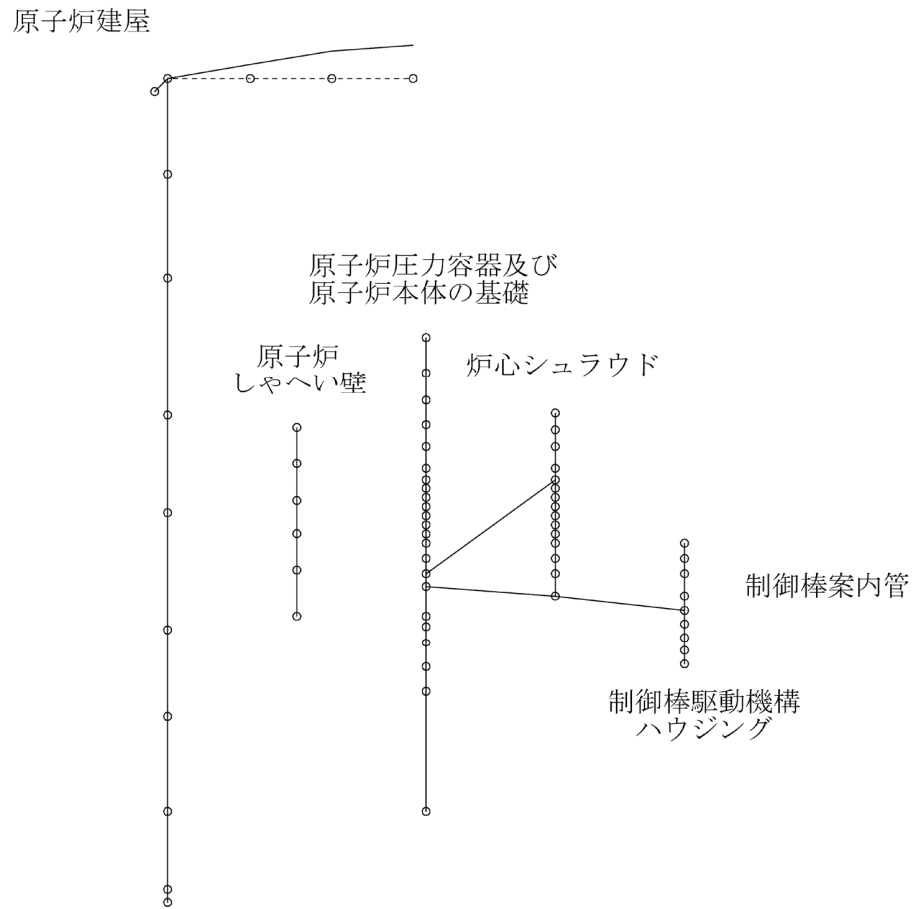 原子炉建屋
原子炉圧力容器及び
原子炉本体の基礎
原子炉
しゃへい壁
炉心シュラウド
制御棒案内管
制御棒駆動機構
ハウジング